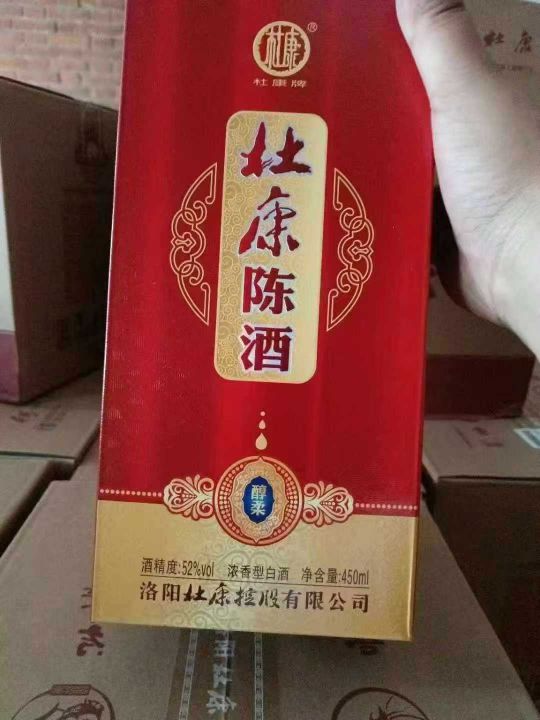 杜康
®
杜康牌
杜康陈酒
醇柔
酒精度:52%vol 浓香型白酒 净含量:450ml
洛阳杜康控股有限公司
杜康